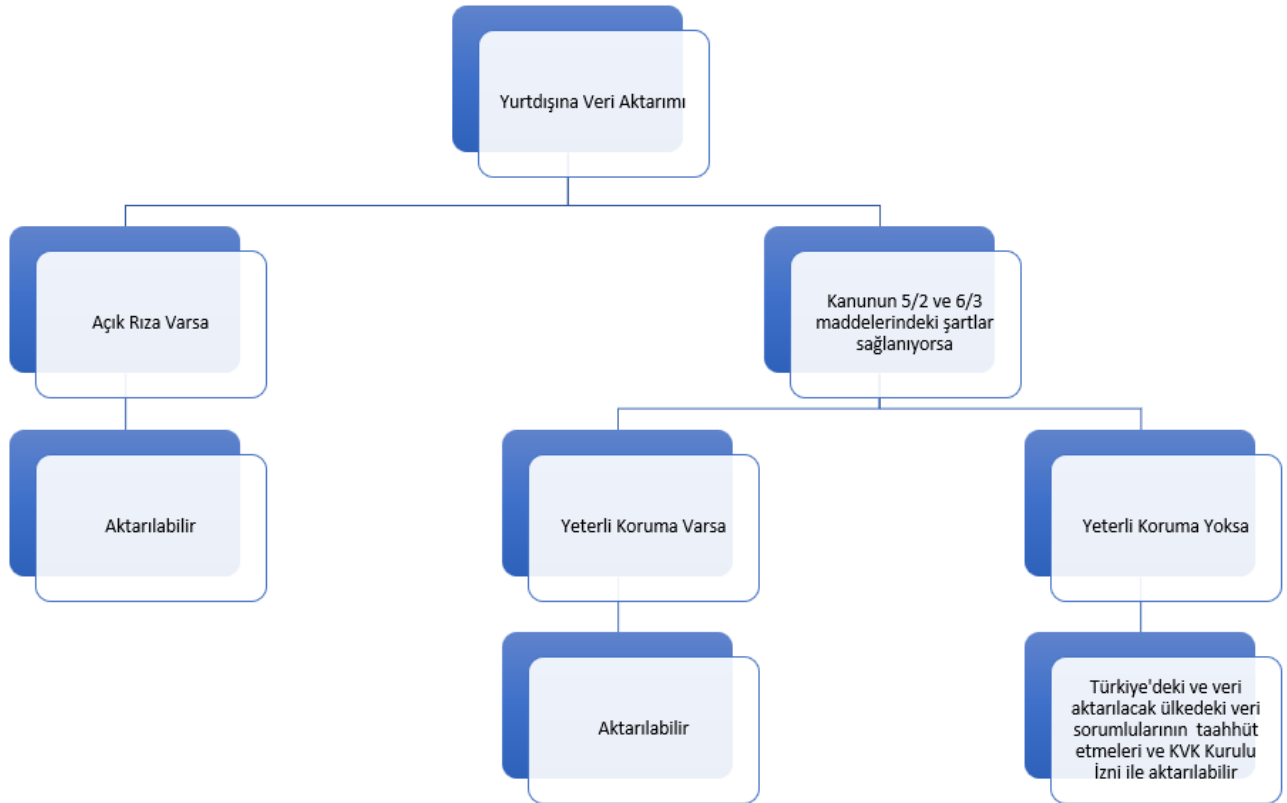 Yurtdışına Veri Aktarımı
Açık Rıza Varsa
Kanunun 5/2 ve 6/3
maddelerindeki şartlar
sağlanıyorsa
Aktarılabilir
Yeterli Koruma Varsa
Yeterli Koruma Yoksa
Aktarılabilir
Türkiye'deki ve veri
aktarılacak ülkedeki veri
sorumlularının taahhüt
etmeleri ve KVK Kurulu
İzni ile aktarılabilir